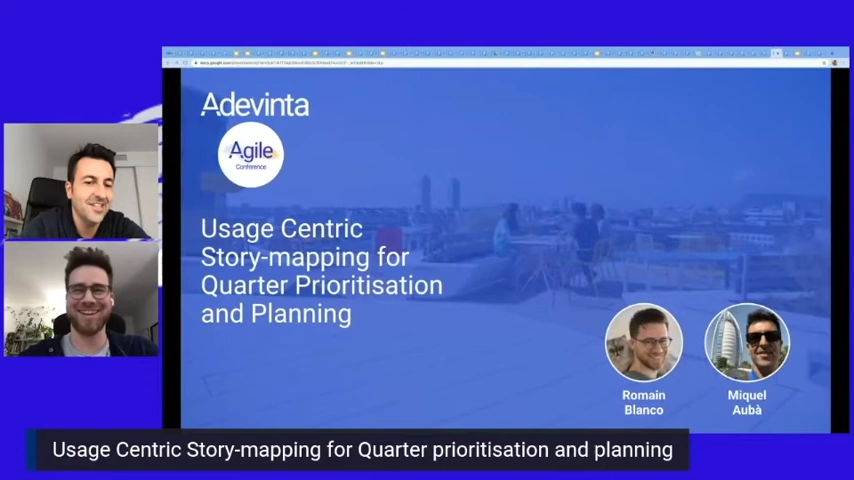 Adevinta
Agile
Conference
Usage Centric
Story-mapping for
Quarter Prioritisation
and Planning
Romain
Blanco
Miquel
Aubà
Usage Centric Story-mapping for Quarter prioritisation and planning